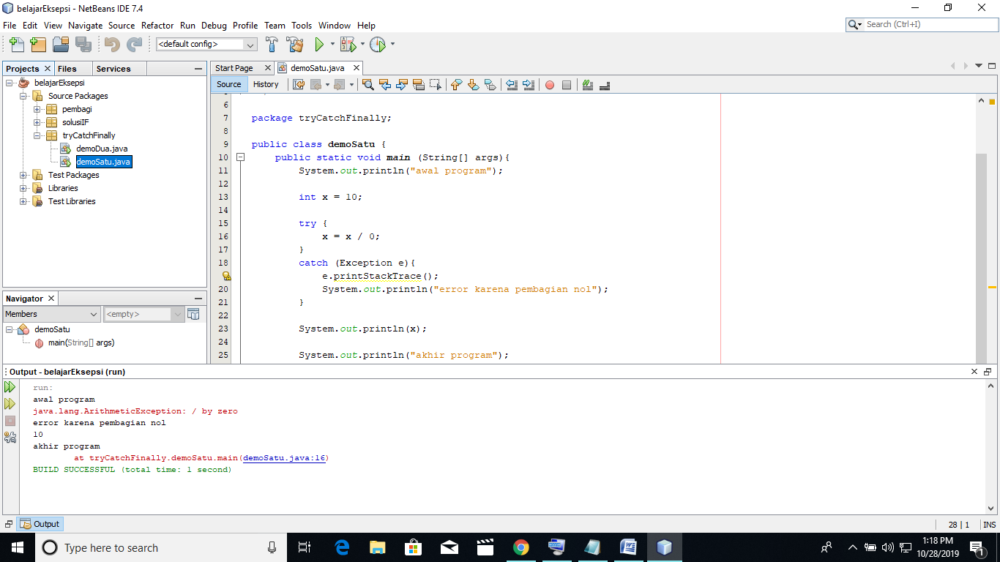 belajarEksepsi - NetBeans IDE 7.4
File Edit View Navigate Source Refactor Run Debug Profile Team Tools Window Help
Search (Ctrl+I)
<default config>
Projects Files Services
belajarEksepsi
Source Packages
pembagi
solusiIF
tryCatchFinally
demoDua.java
demoSatu.java
Test Packages
Libraries
Test Libraries
Navigator
Members <empty>
demoSatu
main(String[] args)
Start Page demoSatu.java
Source History
6
7 package tryCatchFinally;
8
9 public class demoSatu {
10 public static void main (String[] args){
11 System.out.println("awal program");
12
13 int x = 10;
14
15 try {
16 x = x / 0;
17 }
18 catch (Exception e){
e.printStackTrace();
20 System.out.println("error karena pembagian nol");
21 }
22
23 System.out.println(x);
24
25 System.out.println("akhir program");
Output - belajarEksepsi (run)
run:
awal program
java.lang.ArithmeticException: / by zero
error karena pembagian nol
10
akhir program
at tryCatchFinally.demoSatu.main(demoSatu.java:16)
BUILD SUCCESSFUL (total time: 1 second)
Output
28 | 1 INS
Type here to search
1:18 PM
10/28/2019
1